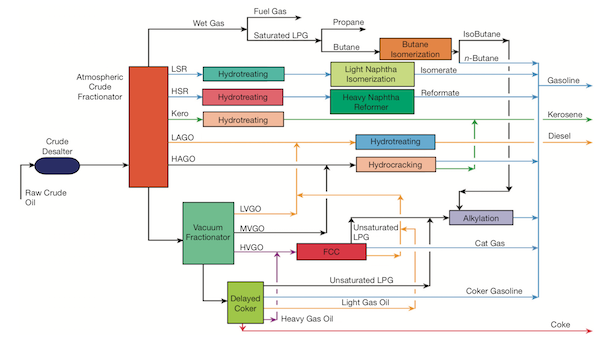 Wet Gas
Fuel Gas
Saturated LPG
Propane
Butane
Butane
Isomerization
IsoButane
n-Butane
Atmospheric
Crude
Fractionator
LSR
Hydrotreating
Light Naphtha
Isomerization
Isomerate
Gasoline
HSR
Hydrotreating
Heavy Naphtha
Reformer
Reformate
Kero
Hydrotreating
Kerosene
LAGO
Hydrotreating
Diesel
HAGO
Hydrocracking
Crude
Desalter
Raw Crude
Oil
Vacuum
Fractionator
LVGO
MVGO
HVGO
FCC
Unsaturated
LPG
Alkylation
Cat Gas
Unsaturated LPG
Delayed
Coker
Coker Gasoline
Light Gas Oil
Heavy Gas Oil
Coke